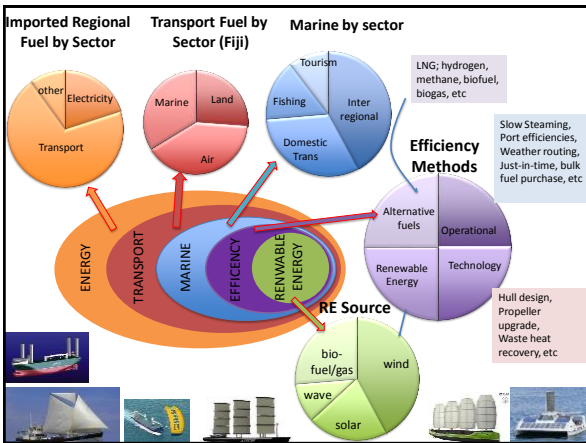 Imported Regional
Fuel by Sector
Transport Fuel by
Sector (Fiji)
Marine by sector
other
Electricity
Transport
Marine
Land
Air
Tourism
Fishing
Inter
regional
Domestic
Trans
LNG; hydrogen,
methane, biofuel,
biogas, etc
Efficiency
Methods
Slow Steaming,
Port efficiencies,
Weather routing,
Just-in-time, bulk
fuel purchase, etc
Alternative
fuels
Operational
Renewable
Energy
Technology
Hull design,
Propeller
upgrade,
Waste heat
recovery, etc
ENERGY
TRANSPORT
MARINE
EFFICENCY
RENWABLE
ENERGY
RE Source
bio-
fuel/gas
wind
wave
solar